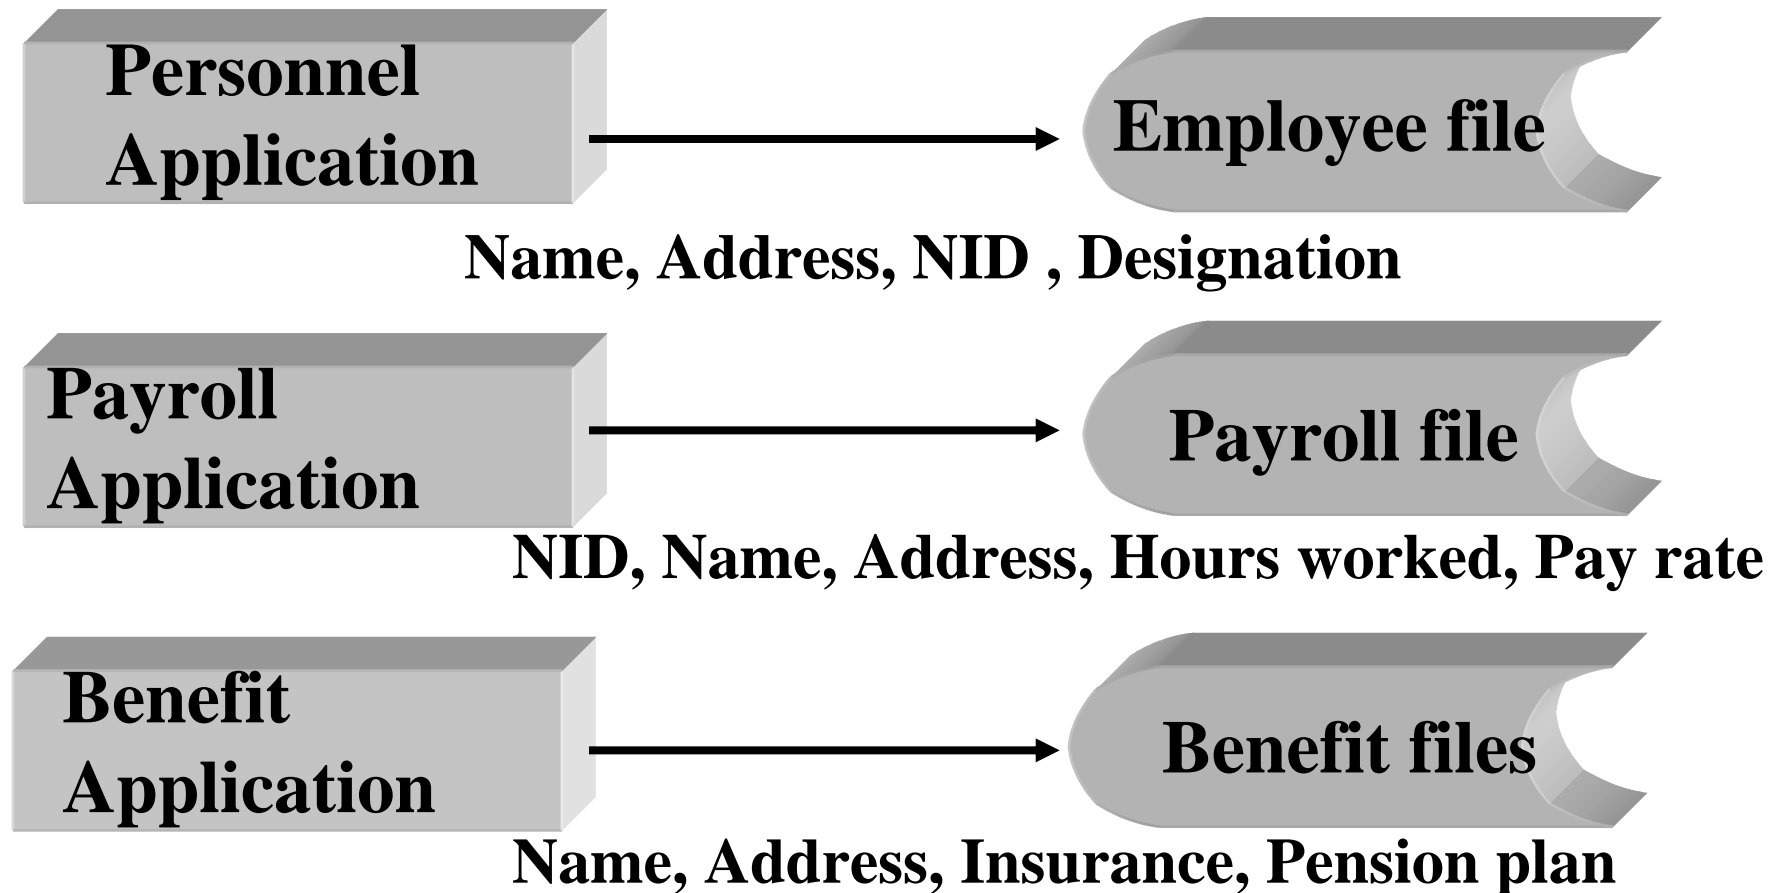 Personnel
Application
Employee file
Name, Address, NID , Designation
Payroll
Application
Payroll file
NID, Name, Address, Hours worked, Pay rate
Benefit
Application
Benefit files
Name, Address, Insurance, Pension plan